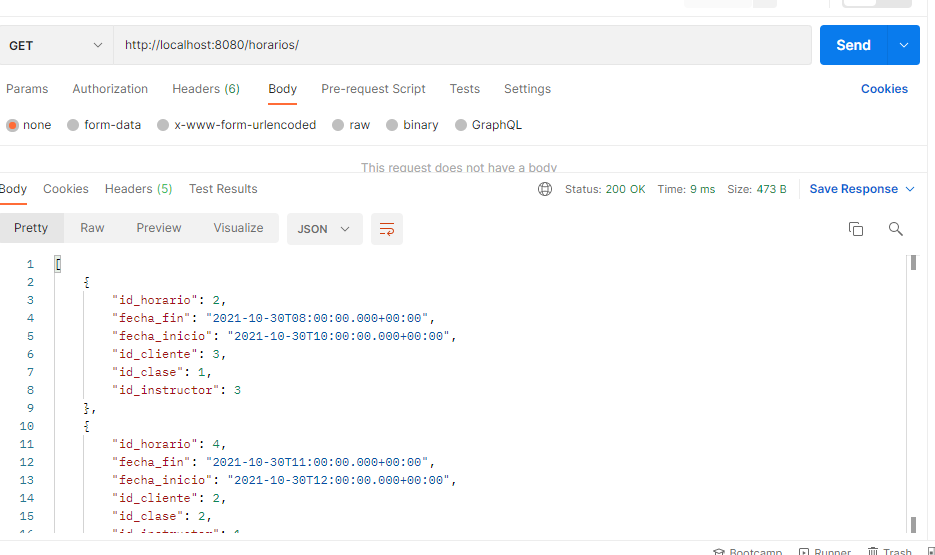 GET http://localhost:8080/horarios/ Send
Params Authorization Headers (6) Body Pre-request Script Tests Settings Cookies
none form-data x-www-form-urlencoded raw binary GraphQL
This request does not have a body
Body Cookies Headers (5) Test Results Status: 200 OK Time: 9 ms Size: 473 B Save Response
Pretty Raw Preview Visualize JSON
1 [
2 {
3 "id_horario": 2,
4 "fecha_fin": "2021-10-30T08:00:00.000+00:00",
5 "fecha_inicio": "2021-10-30T10:00:00.000+00:00",
6 "id_cliente": 3,
7 "id_clase": 1,
8 "id_instructor": 3
9 },
10 {
11 "id_horario": 4,
12 "fecha_fin": "2021-10-30T11:00:00.000+00:00",
13 "fecha_inicio": "2021-10-30T12:00:00.000+00:00",
14 "id_cliente": 2,
15 "id_clase": 2,
16 "id_instructor": 1
Bootcamp Runner Trash